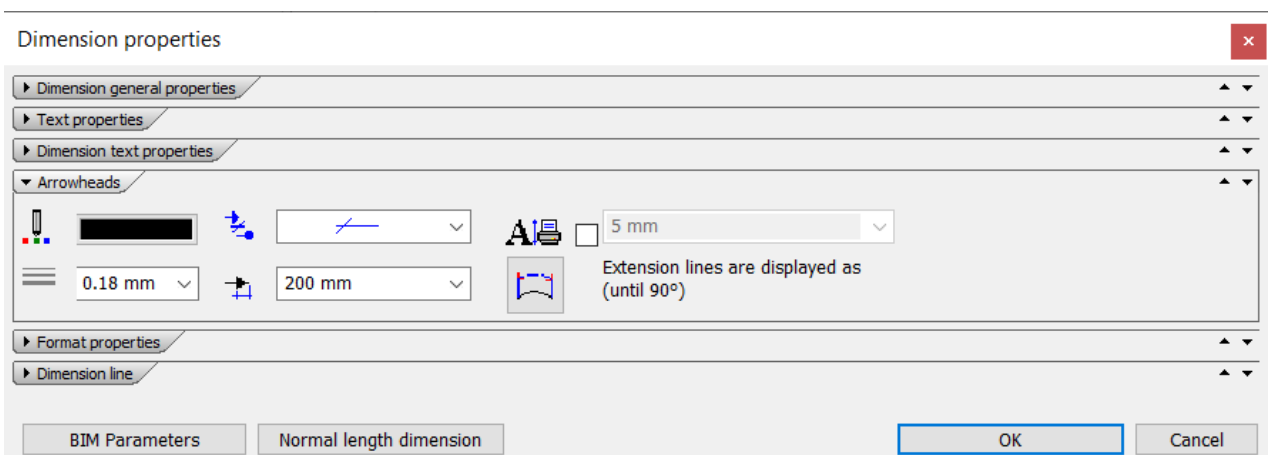 Dimension properties
Dimension general properties
Text properties
Dimension text properties
Arrowheads
A
5 mm
0.18 mm
200 mm
Extension lines are displayed as
(until 90°)
Format properties
Dimension line
BIM Parameters
Normal length dimension
OK
Cancel